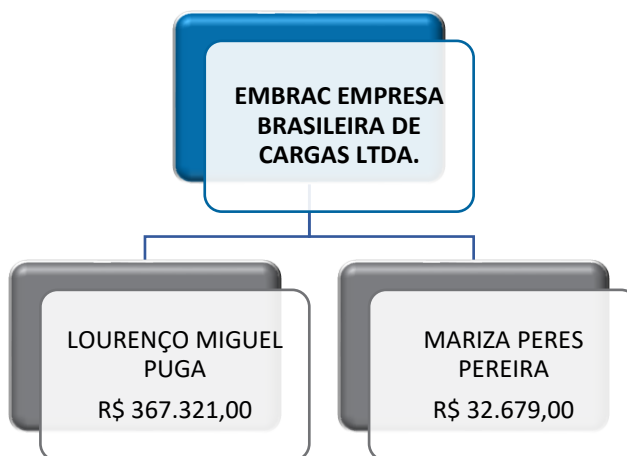 EMBRAC EMPRESA
BRASILEIRA DE
CARGAS LTDA.
LOURENÇO MIGUEL
PUGA
R$ 367.321,00
MARIZA PERES
PEREIRA
R$ 32.679,00